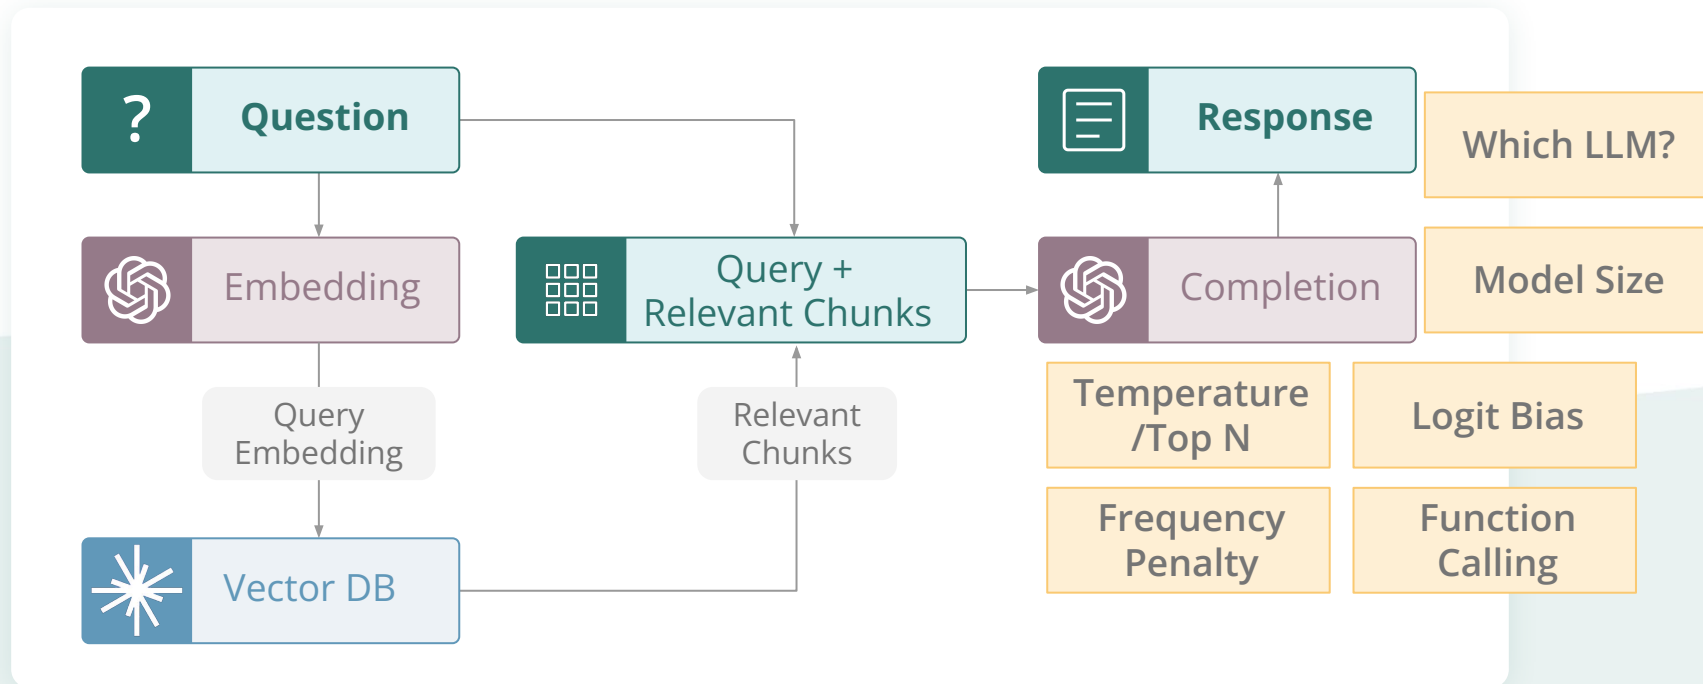 ?
Question
Response
Which LLM?
Embedding
Query +
Relevant Chunks
Completion
Model Size
Query
Embedding
Relevant
Chunks
Temperature
/Top N
Logit Bias
Frequency
Penalty
Function
Calling
Vector DB